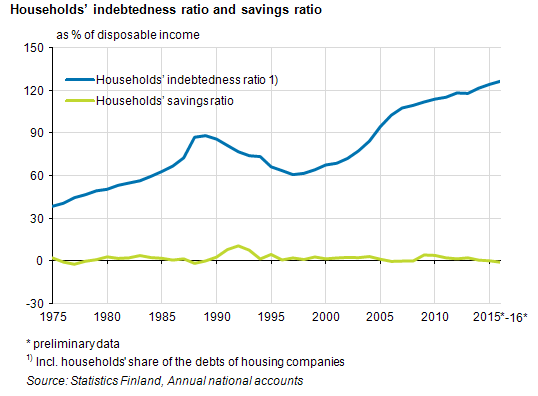 Households' indebtedness ratio and savings ratio
as % of disposable income
150
Households' indebtedness ratio 1)
120
Households' savings ratio
90
60
30
0
-30
1975 1980 1985 1990 1995 2000 2005 2010 2015*-16*
* preliminary data
1) Incl. households' share of the debts of housing companies
Source: Statistics Finland, Annual national accounts